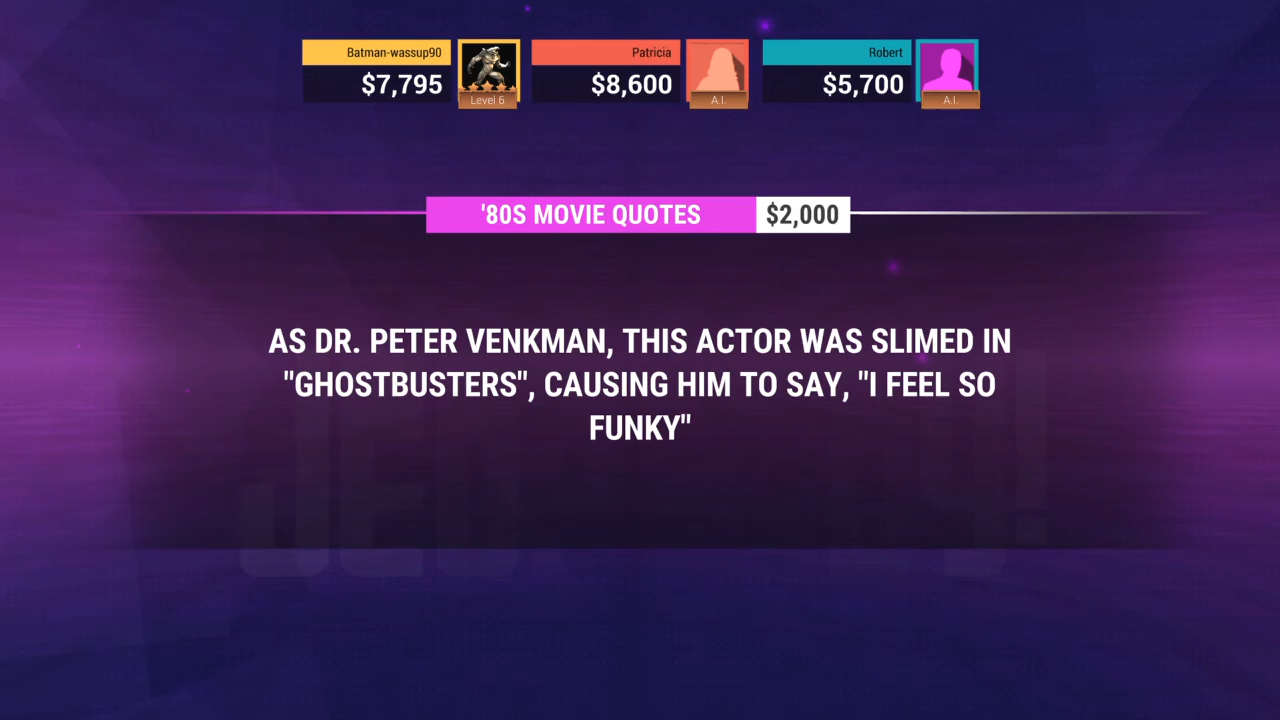 Batman-wassup90
$7,795
Level 6
Patricia
$8,600
A.I.
Robert
$5,700
A.I.
'80S MOVIE QUOTES $2,000
AS DR. PETER VENKMAN, THIS ACTOR WAS SLIMED IN
"GHOSTBUSTERS", CAUSING HIM TO SAY, "I FEEL SO
FUNKY"